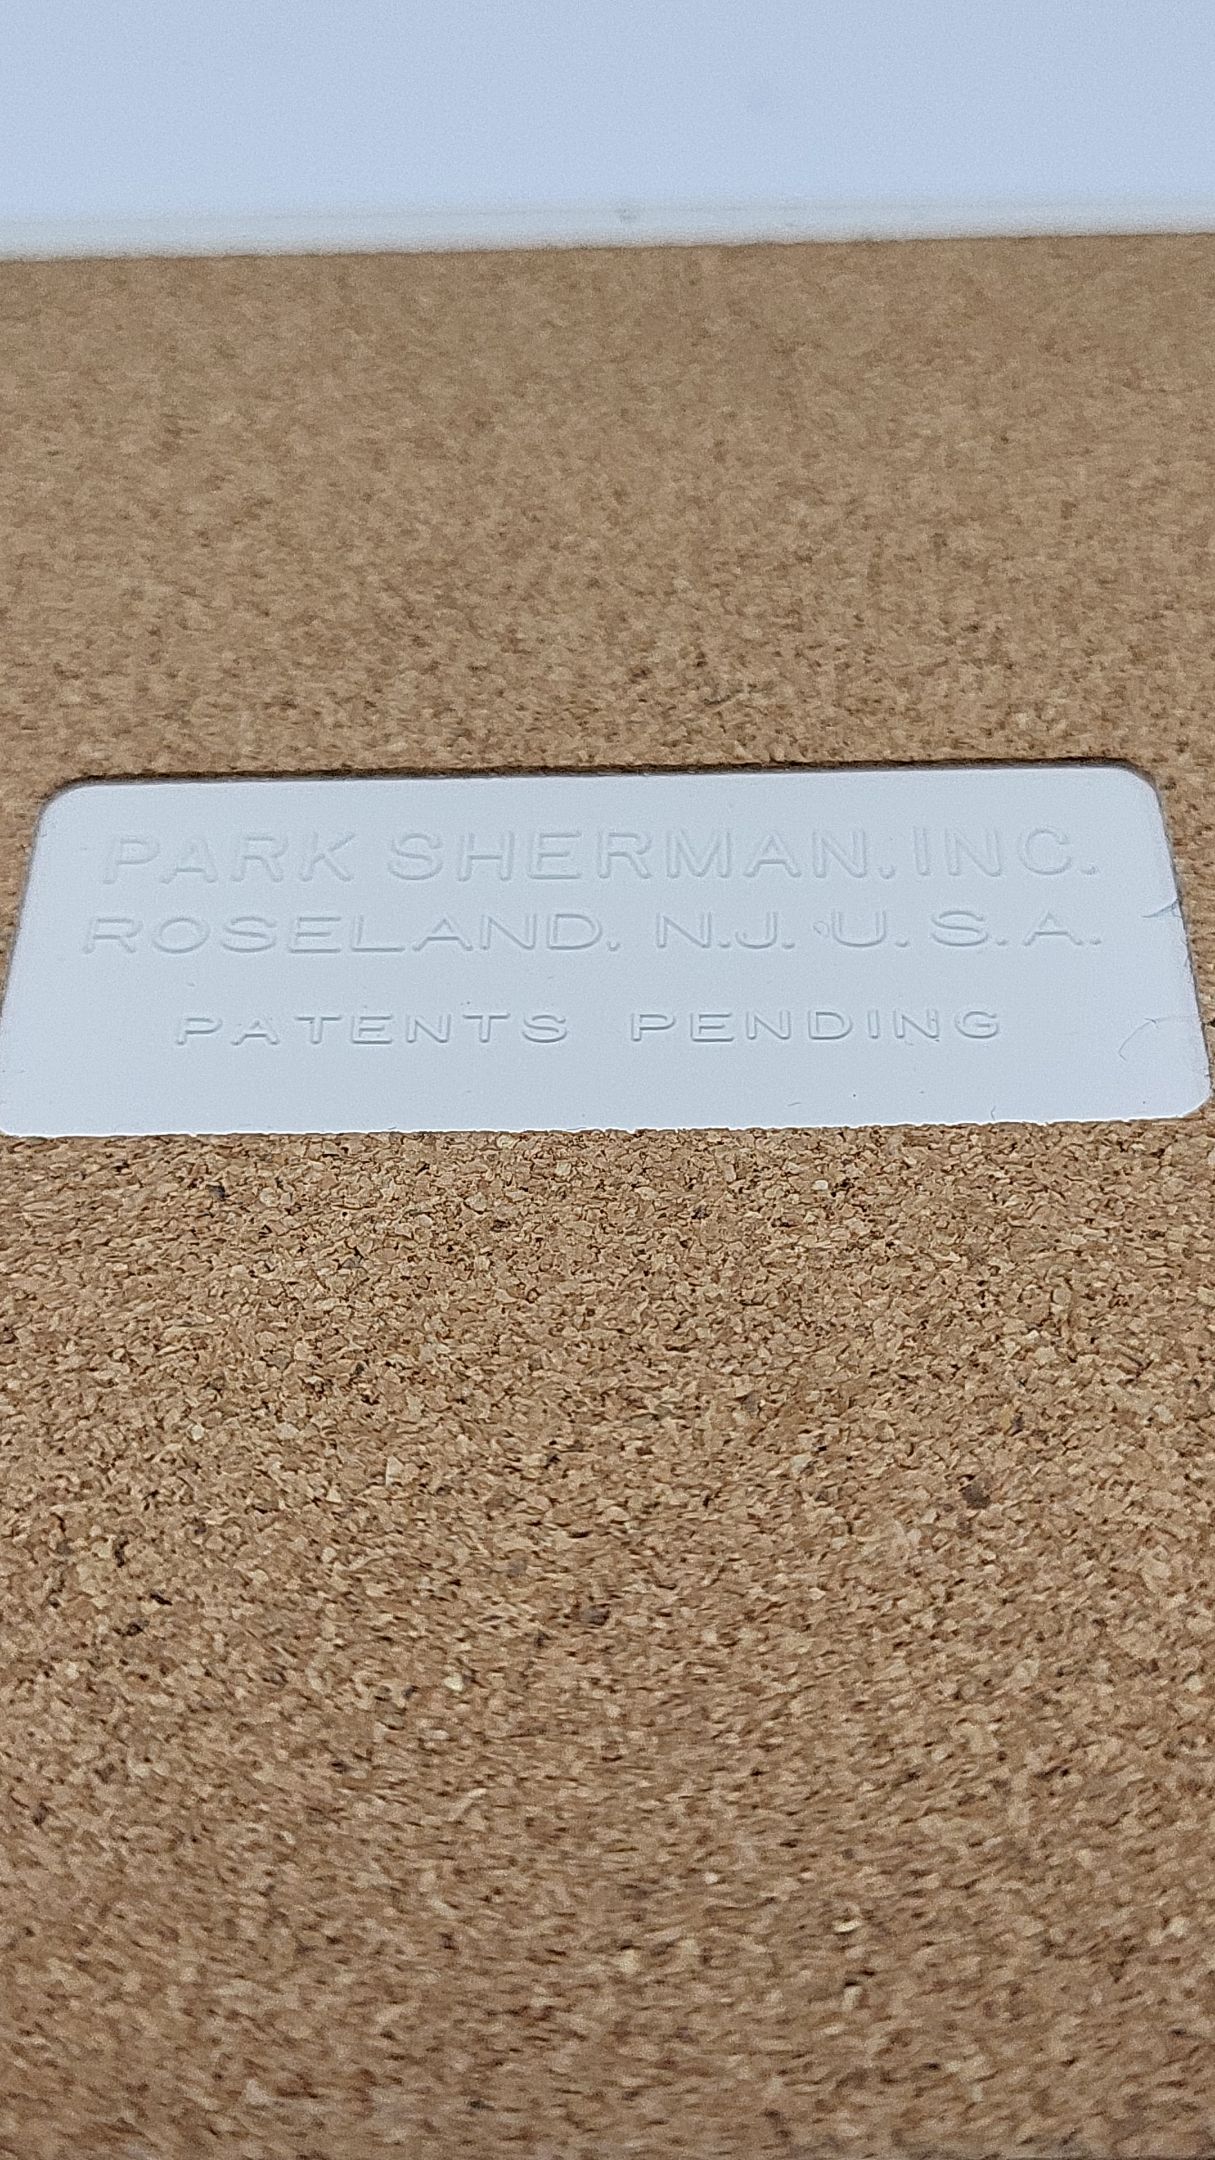 PARK SHERMAN, INC.
ROSELAND, N.J. U.S.A.
PATENTS PENDING